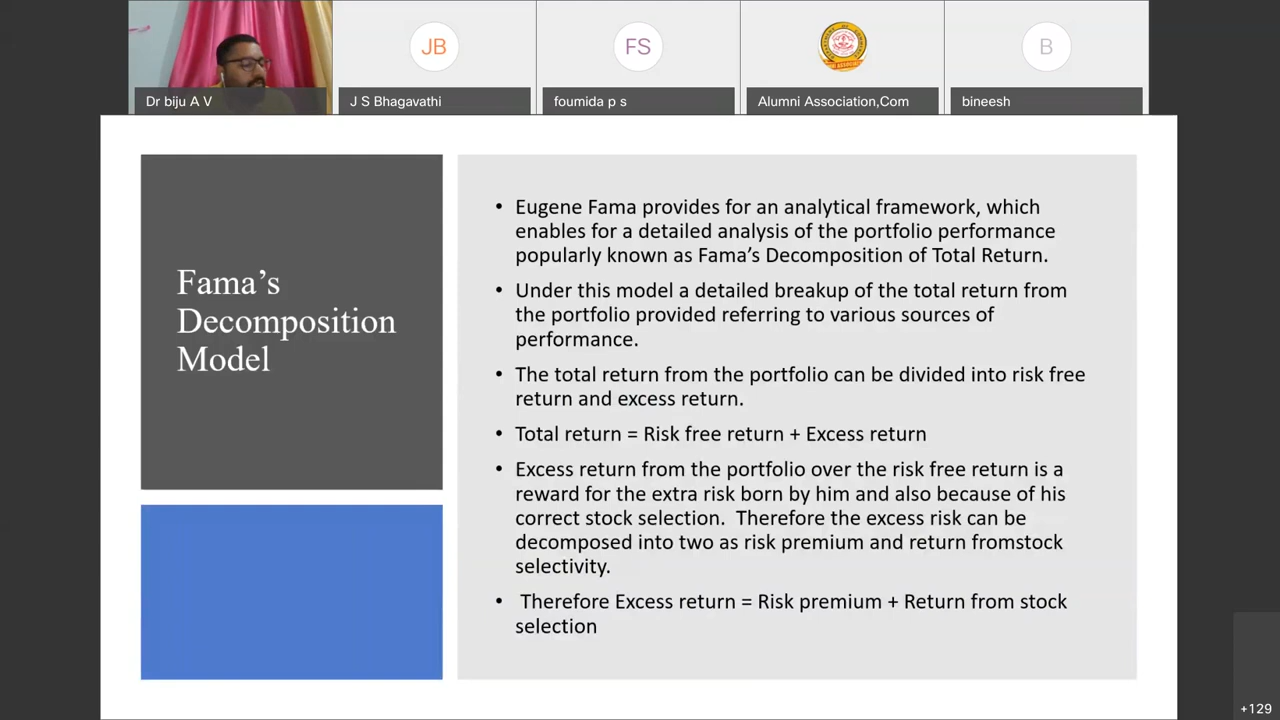 JB
FS
B
Dr biju A V
J S Bhagavathi
foumida p s
Alumni Association,Com
bineesh
Fama's
Decomposition
Model
• Eugene Fama provides for an analytical framework, which
enables for a detailed analysis of the portfolio performance
popularly known as Fama's Decomposition of Total Return.
• Under this model a detailed breakup of the total return from
the portfolio provided referring to various sources of
performance.
• The total return from the portfolio can be divided into risk free
return and excess return.
• Total return = Risk free return + Excess return
• Excess return from the portfolio over the risk free return is a
reward for the extra risk born by him and also because of his
correct stock selection. Therefore the excess risk can be
decomposed into two as risk premium and return fromstock
selectivity.
• Therefore Excess return = Risk premium + Return from stock
selection
+129